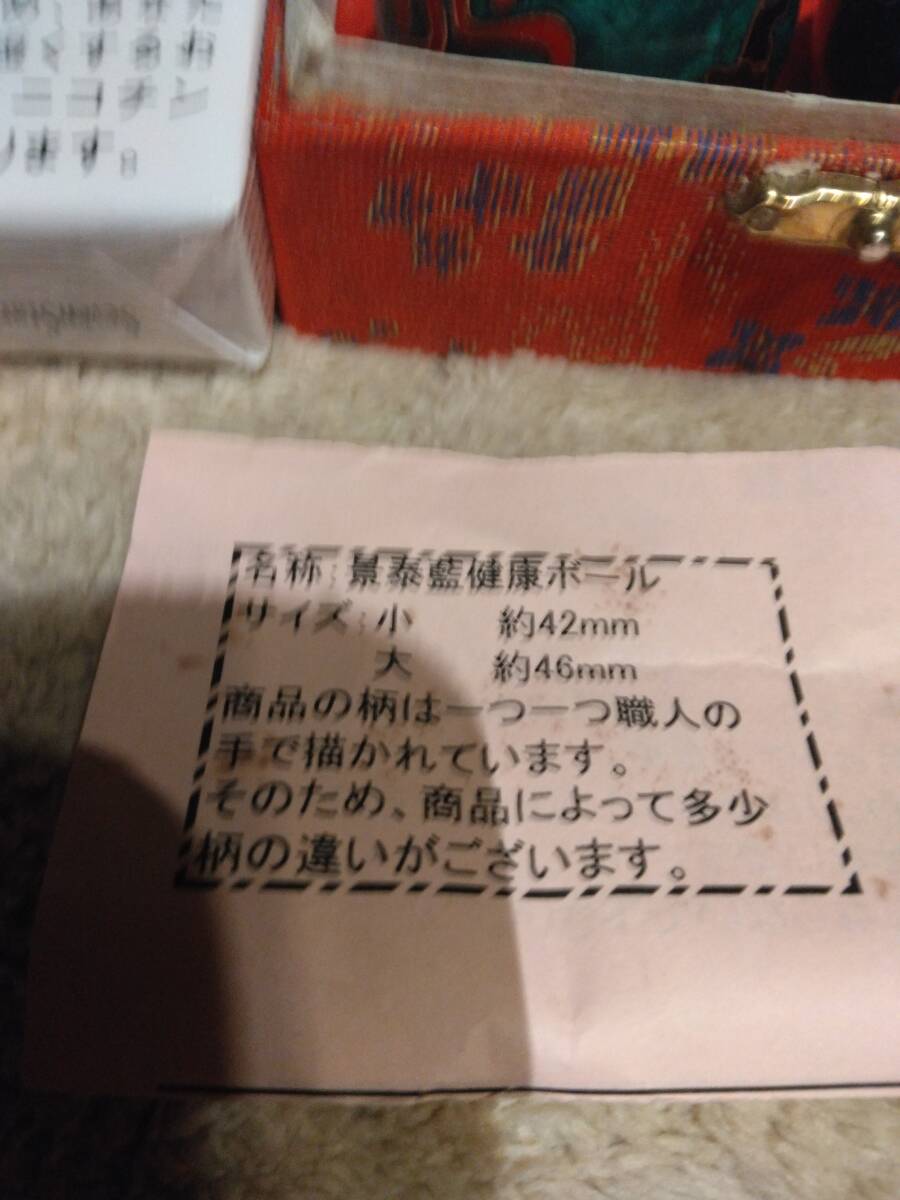 ります。
名称:景泰藍健康ボール
サイズ:小 約42mm
大 約46mm
商品の柄は一つ一つ職人の
手で描かれています。
そのため、商品によって多少
柄の違いがございます。